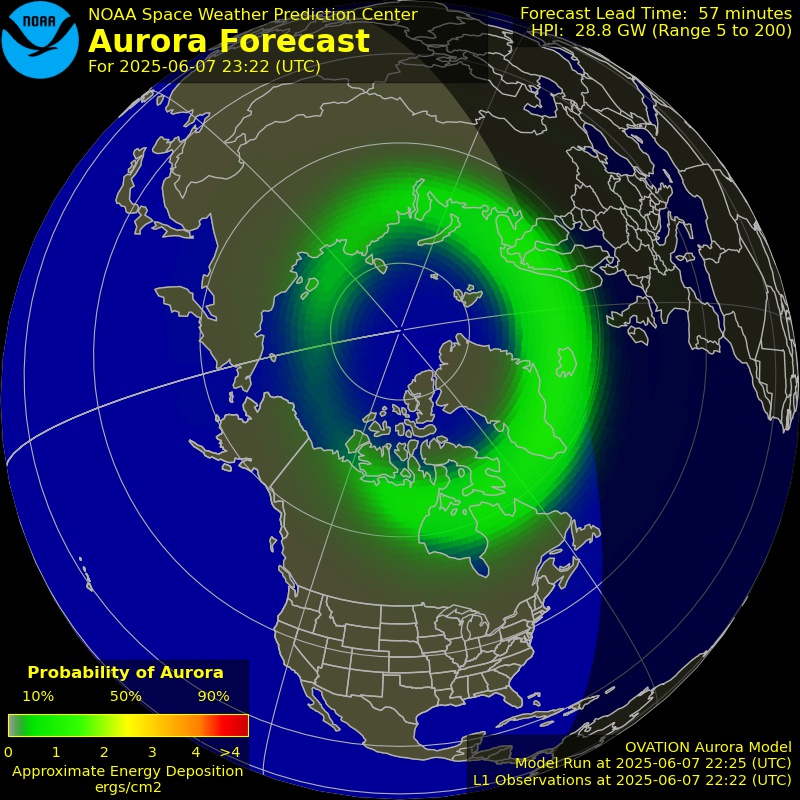 NOAA
NOAA Space Weather Prediction Center
Aurora Forecast
For 2025-06-07 23:22 (UTC)
Forecast Lead Time: 57 minutes
HPI: 28.8 GW (Range 5 to 200)
Probability of Aurora
10% 50% 90%
0 1 2 3 4 >4
Approximate Energy Deposition
ergs/cm2
OVATION Aurora Model
Model Run at 2025-06-07 22:25 (UTC)
L1 Observations at 2025-06-07 22:22 (UTC)